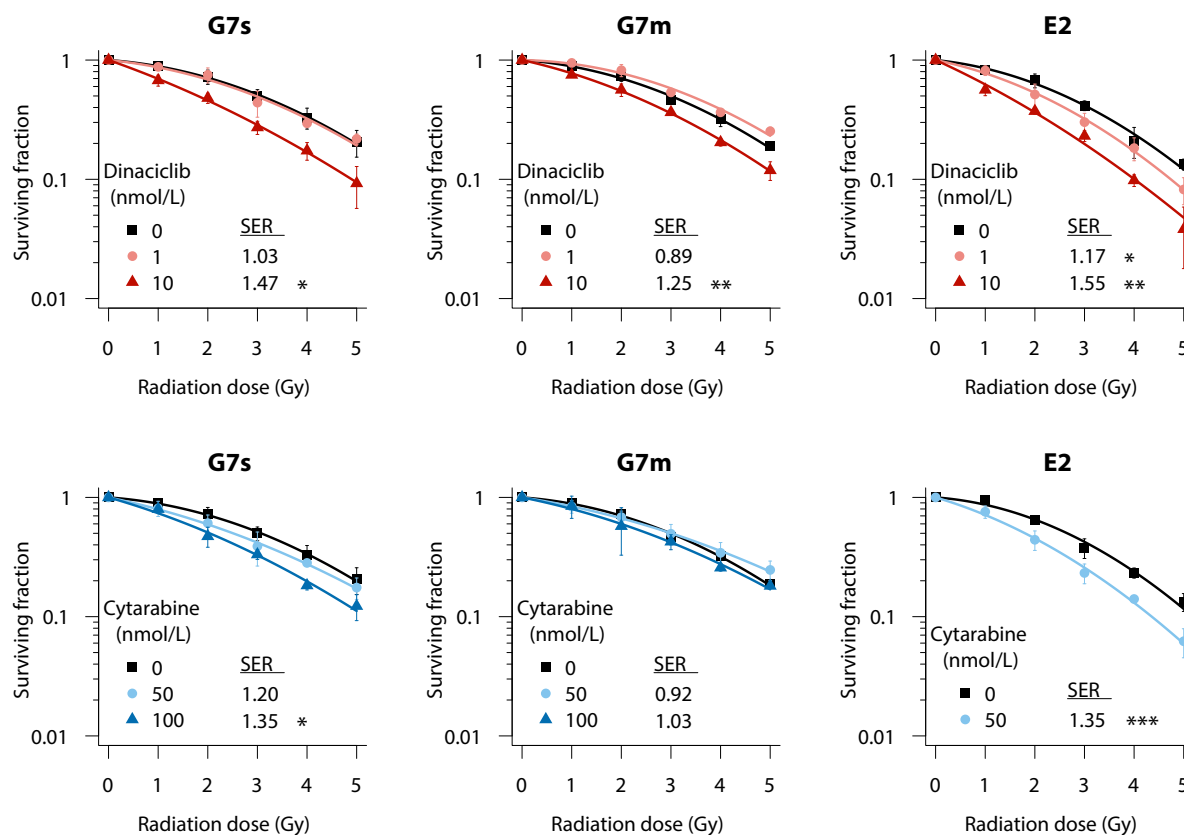 G7s
Surviving fraction
1
0.1
0.01
Dinaciclib
(nmol/L)
SER
0
1 1.03
10 1.47 *
0 1 2 3 4 5
Radiation dose (Gy)
G7m
Surviving fraction
1
0.1
0.01
Dinaciclib
(nmol/L)
SER
0
1 0.89
10 1.25 **
0 1 2 3 4 5
Radiation dose (Gy)
E2
Surviving fraction
1
0.1
0.01
Dinaciclib
(nmol/L)
SER
0
1 1.17 *
10 1.55 **
0 1 2 3 4 5
Radiation dose (Gy)
G7s
Surviving fraction
1
0.1
0.01
Cytarabine
(nmol/L)
SER
0
50 1.20
100 1.35 *
0 1 2 3 4 5
Radiation dose (Gy)
G7m
Surviving fraction
1
0.1
0.01
Cytarabine
(nmol/L)
SER
0
50 0.92
100 1.03
0 1 2 3 4 5
Radiation dose (Gy)
E2
Surviving fraction
1
0.1
0.01
Cytarabine
(nmol/L)
0 SER
50 1.35 ***
0 1 2 3 4 5
Radiation dose (Gy)